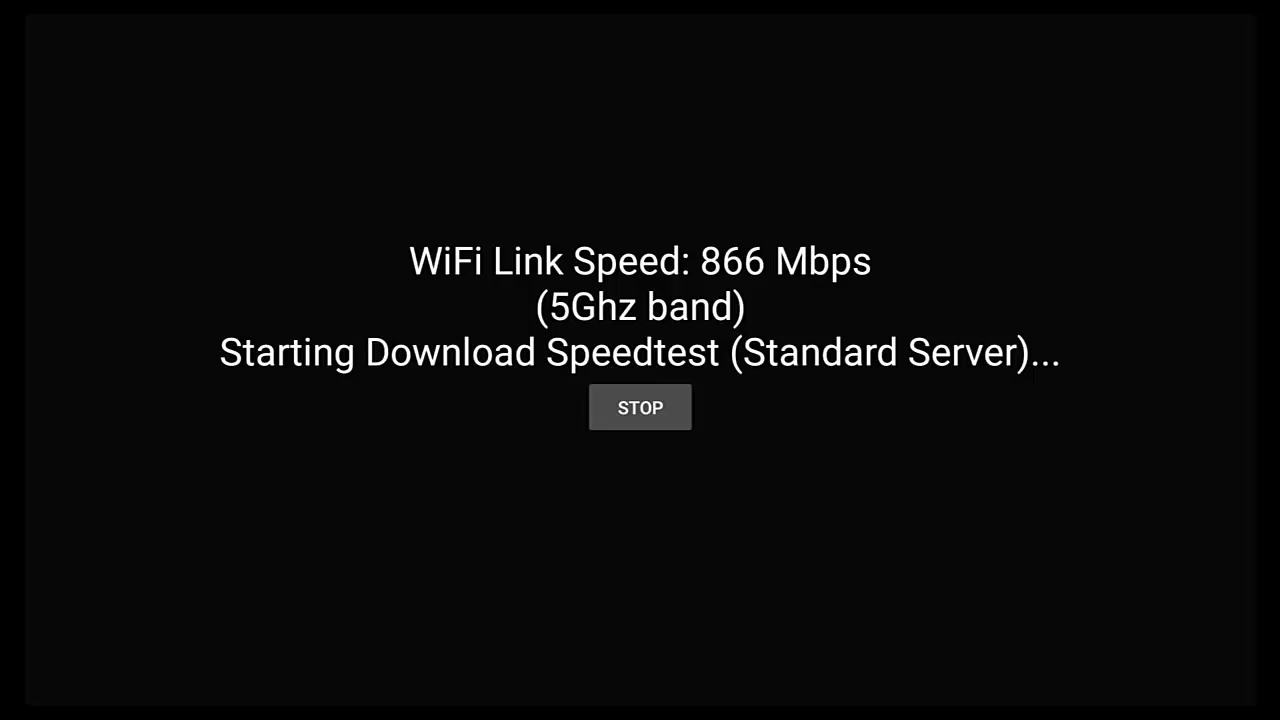 WiFi Link Speed: 866 Mbps
(5Ghz band)
Starting Download Speedtest (Standard Server)...
STOP